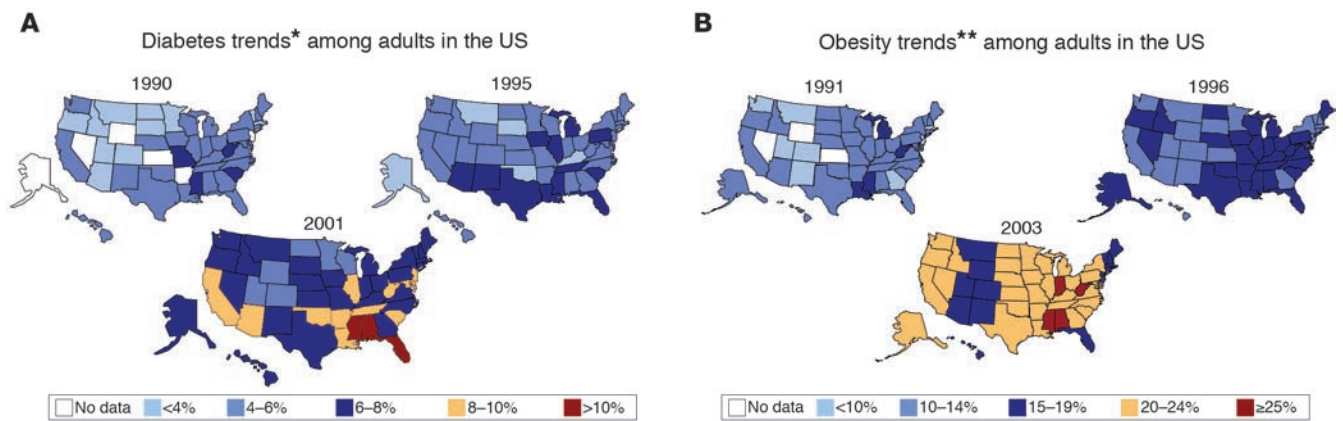 A
Diabetes trends* among adults in the US
1990
1995
2001
No data <4% 4–6% 6–8% 8–10% >10%
B
Obesity trends** among adults in the US
1991
1996
2003
No data <10% 10–14% 15–19% 20–24% ≥25%